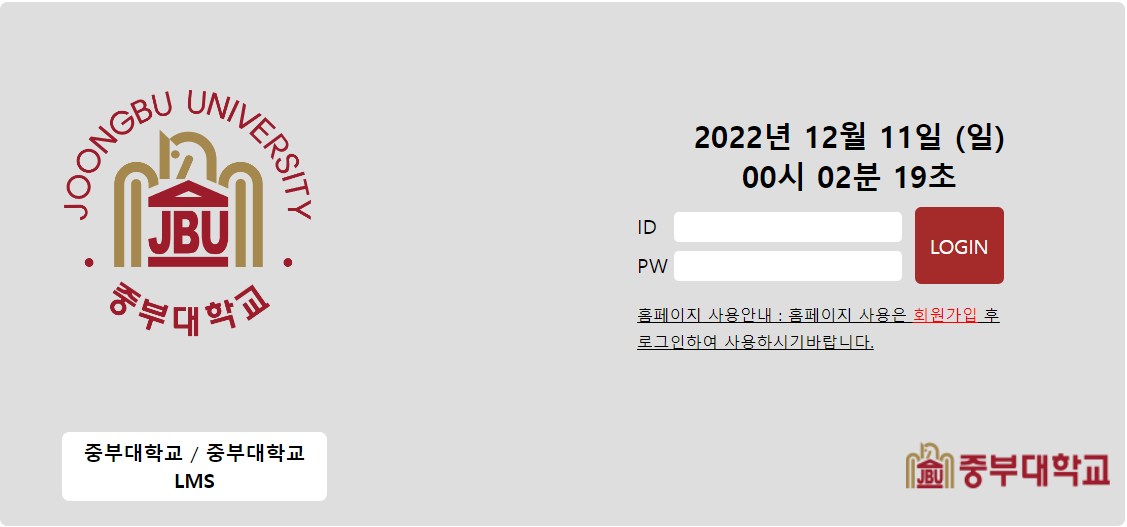 JOONGBU UNIVERSITY
JBU
중부대학교
중부대학교 / 중부대학교
LMS
2022년 12월 11일 (일)
00시 02분 19초
ID
PW
LOGIN
홈페이지 사용안내 : 홈페이지 사용은 회원가입 후
로그인하여 사용하시기바랍니다.
JBU 중부대학교